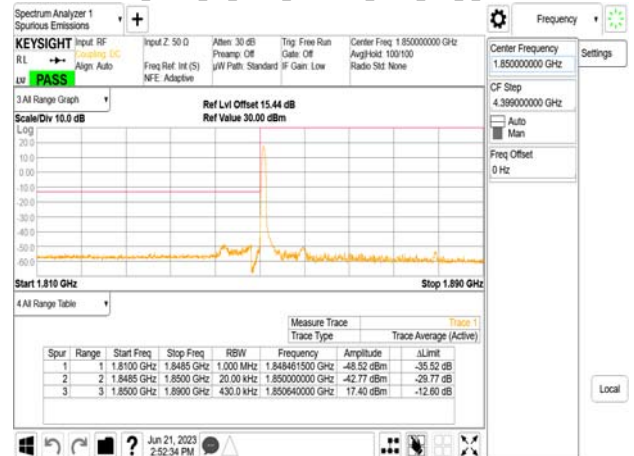 Spectrum Analyzer 1
Spurious Emissions
Frequency
KEYSIGHT
Input: RF
Coupling: DC
Align: Auto
Input Z: 50 Ω
Freq Ref: Int (S)
NFE: Adaptive
Atten: 30 dB
Preamp: Off
µW Path: Standard
Trig: Free Run
Gate: Off
IF Gain: Low
Center Freq: 1.850000000 GHz
Avg|Hold: 100/100
Radio Std: None
RL
PASS
Center Frequency
1.850000000 GHz
Settings
CF Step
4.399000000 GHz
Auto
Man
Freq Offset
0 Hz
3 All Range Graph
Scale/Div 10.0 dB
Ref Lvl Offset 15.44 dB
Ref Value 30.00 dBm
Log
20.0
10.0
0.00
-10.0
-20.0
-30.0
-40.0
-50.0
-60.0
Start 1.810 GHz
Stop 1.890 GHz
4 All Range Table
Measure Trace Trace 1
Trace Type Trace Average (Active)
Spur Range Start Freq Stop Freq RBW Frequency Amplitude ΔLimit
1 1 1.8100 GHz 1.8485 GHz 1.000 MHz 1.848461500 GHz -48.52 dBm -35.52 dB
2 2 1.8485 GHz 1.8500 GHz 20.00 kHz 1.850000000 GHz -42.77 dBm -29.77 dB
3 3 1.8500 GHz 1.8900 GHz 430.0 kHz 1.850640000 GHz 17.40 dBm -12.60 dB
Local
Jun 21, 2023
2:52:34 PM